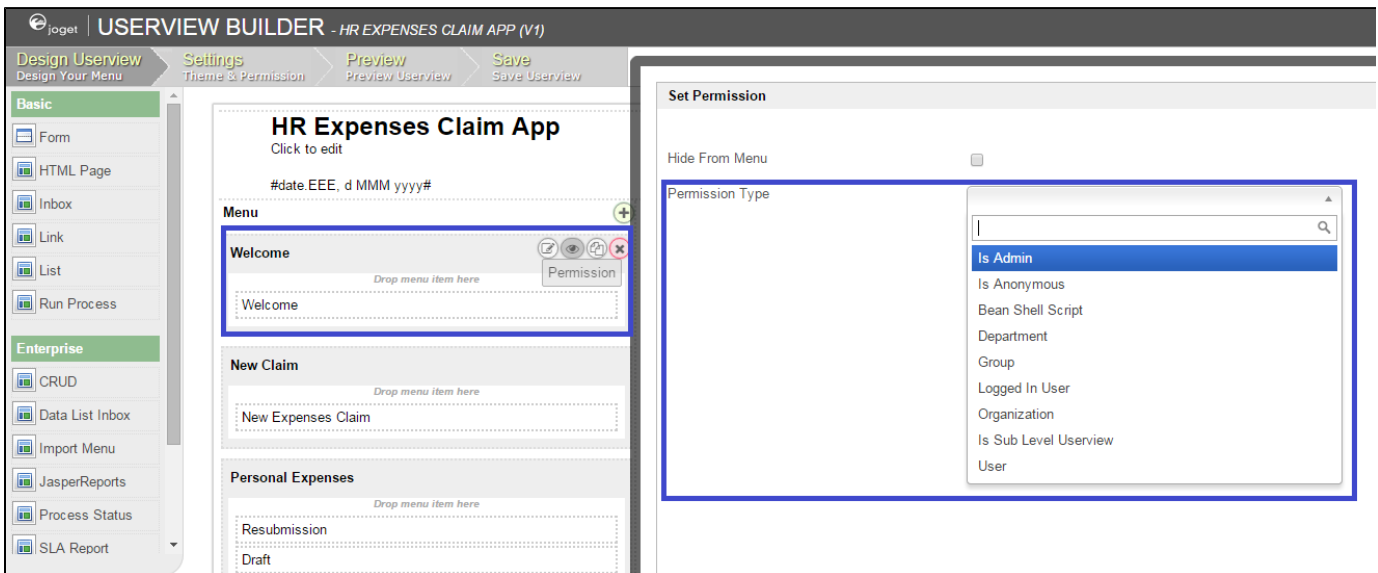 joget | USERVIEW BUILDER - HR EXPENSES CLAIM APP (V1)
Design Userview
Design Your Menu
Settings
Theme & Permission
Preview
Preview Userview
Save
Save Userview
Basic
Form
HTML Page
Inbox
Link
List
Run Process
Enterprise
CRUD
Data List Inbox
Import Menu
JasperReports
Process Status
SLA Report
HR Expenses Claim App
Click to edit
#date.EEE, d MMM yyyy#
Menu
Welcome
Permission
Drop menu item here
Welcome
New Claim
Drop menu item here
New Expenses Claim
Personal Expenses
Drop menu item here
Resubmission
Draft
Set Permission
Hide From Menu
Permission Type
Is Admin
Is Anonymous
Bean Shell Script
Department
Group
Logged In User
Organization
Is Sub Level Userview
User